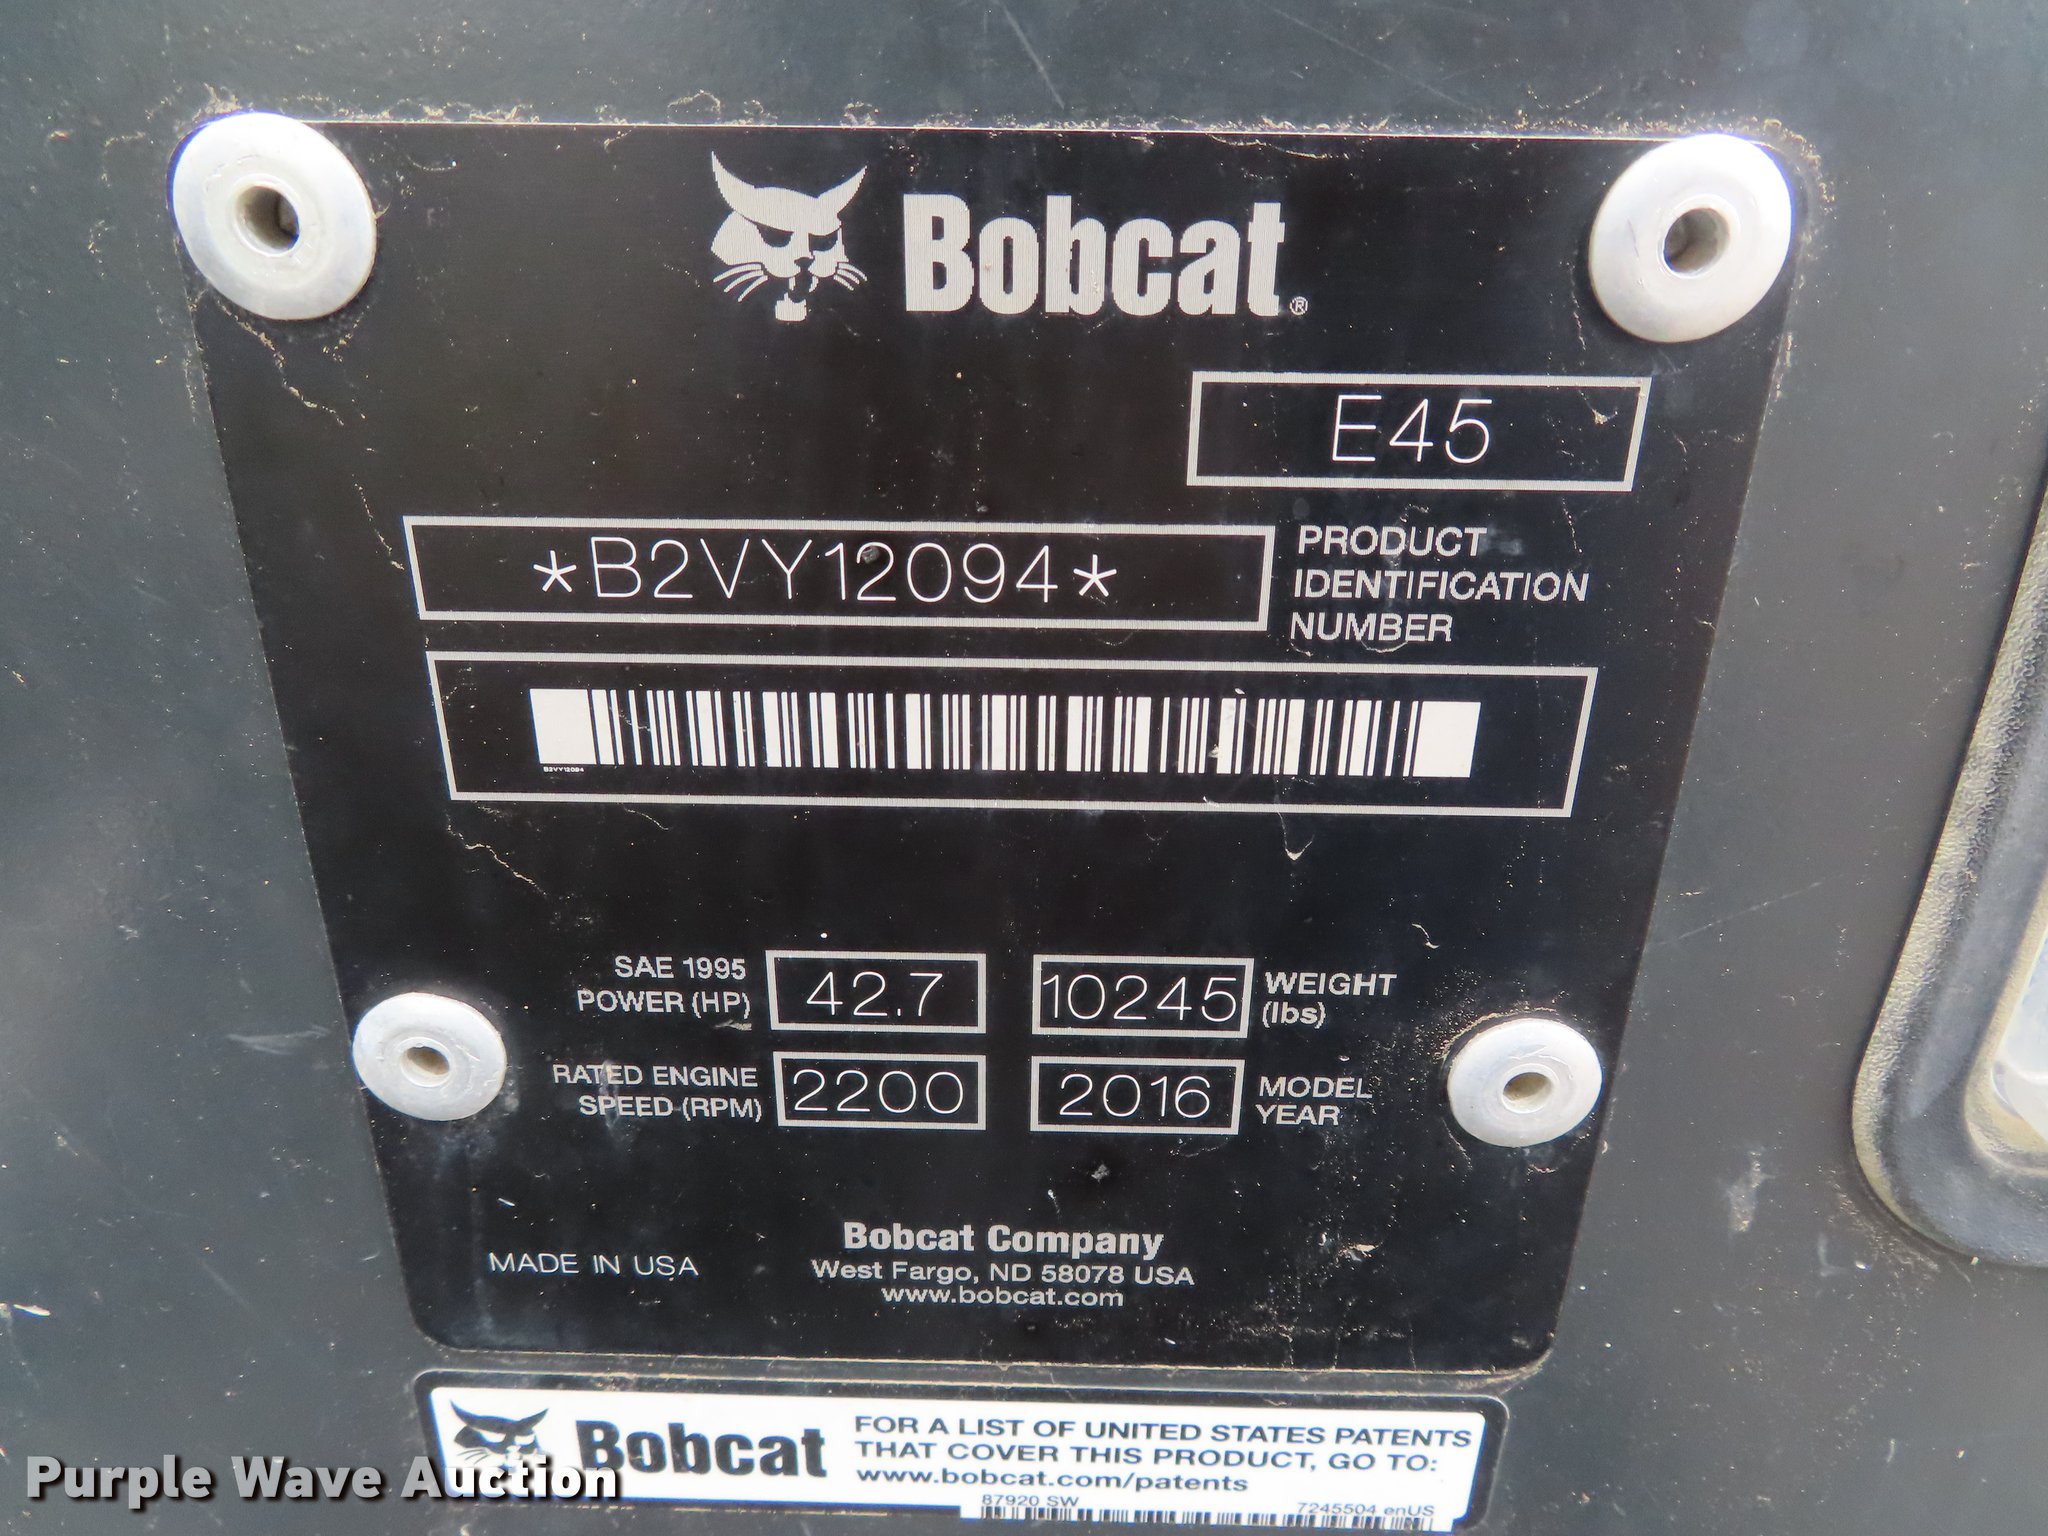 Bobcat®
E45
*B2VY12094*
PRODUCT
IDENTIFICATION
NUMBER
B2VY12094
SAE 1995
POWER (HP)
42.7
10245
WEIGHT
(lbs)
RATED ENGINE
SPEED (RPM)
2200
2016
MODEL
YEAR
MADE IN USA
Bobcat Company
West Fargo, ND 58078 USA
www.bobcat.com
Bobcat
FOR A LIST OF UNITED STATES PATENTS
THAT COVER THIS PRODUCT, GO TO:
www.bobcat.com/patents
87920 SW
7245504 enUS
Purple Wave Auction